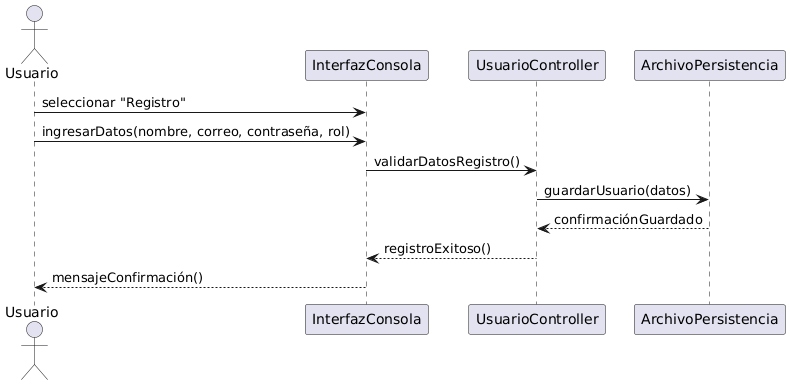 Usuario
InterfazConsola
UsuarioController
ArchivoPersistencia
seleccionar "Registro"
ingresarDatos(nombre, correo, contraseña, rol)
validarDatosRegistro()
guardarUsuario(datos)
confirmaciónGuardado
registroExitoso()
mensajeConfirmación()
Usuario
InterfazConsola
UsuarioController
ArchivoPersistencia